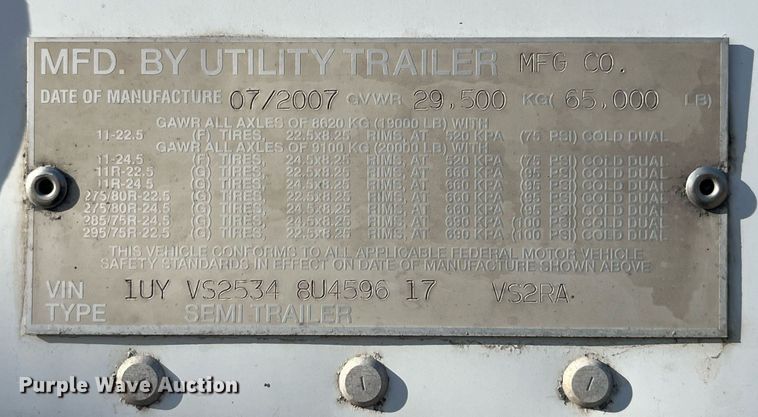 MFD. BY UTILITY TRAILER MFG CO.
DATE OF MANUFACTURE 07/2007 GVWR 29,500 KG( 65,000 LB)
GAWR ALL AXLES OF 8620 KG (19000 LB) WITH
11-22.5 (F) TIRES, 22.5x8.25 RIMS, AT 520 KPA (75 PSI) COLD DUAL
GAWR ALL AXLES OF 9100 KG (20000 LB) WITH
11-24.5 (F) TIRES, 24.5x8.25 RIMS, AT 520 KPA (75 PSI) COLD DUAL
11R-22.5 (G) TIRES, 22.5x8.25 RIMS, AT KPA PSI) COLD DUAL
11R-24.5 (G) TIRES, 24.5x8.25 RIMS, AT 660 KPA (95 PSI) COLD DUAL
275/80R-22.5 (G) TIRES, 22.5x8.25 RIMS, AT KPA PSI) COLD DUAL
275/80R-24.5 (G) TIRES, 24.5x8.25 RIMS, AT KPA PSI) COLD DUAL
285/75R-24.5 (G) TIRES, 24.5x8.25 RIMS, AT 690 KPA (100 PSI) COLD DUAL
295/75R-22.5 (G) TIRES, 22.5x8.25 RIMS, AT 690 KPA (100 PSI) COLD DUAL
THIS VEHICLE CONFORMS TO ALL APPLICABLE FEDERAL MOTOR VEHICLE
SAFETY STANDARDS IN EFFECT ON DATE OF MANUFACTURE SHOWN ABOVE
VIN 1UY VS2534 8U4596 17 VS2RA
TYPE SEMI TRAILER
Purple Wave Auction